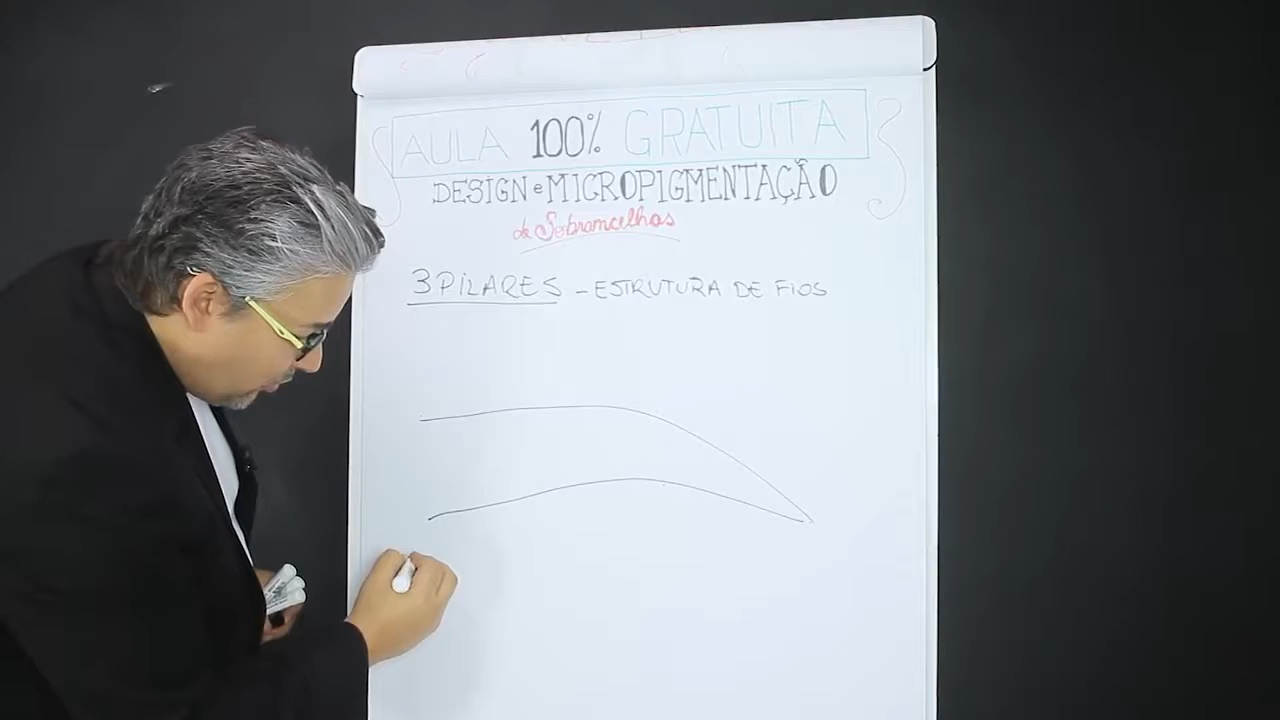 AULA 100% GRATUITA
DESIGN e MICROPIGMENTAÇÃO
de Sobrancelhas
3 PILARES - ESTRUTURA DE FIOS